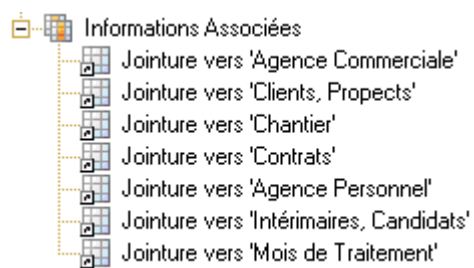 Informations Associées
Jointure vers 'Agence Commerciale'
Jointure vers 'Clients, Propects'
Jointure vers 'Chantier'
Jointure vers 'Contrats'
Jointure vers 'Agence Personnel'
Jointure vers 'Intérimaires, Candidats'
Jointure vers 'Mois de Traitement'